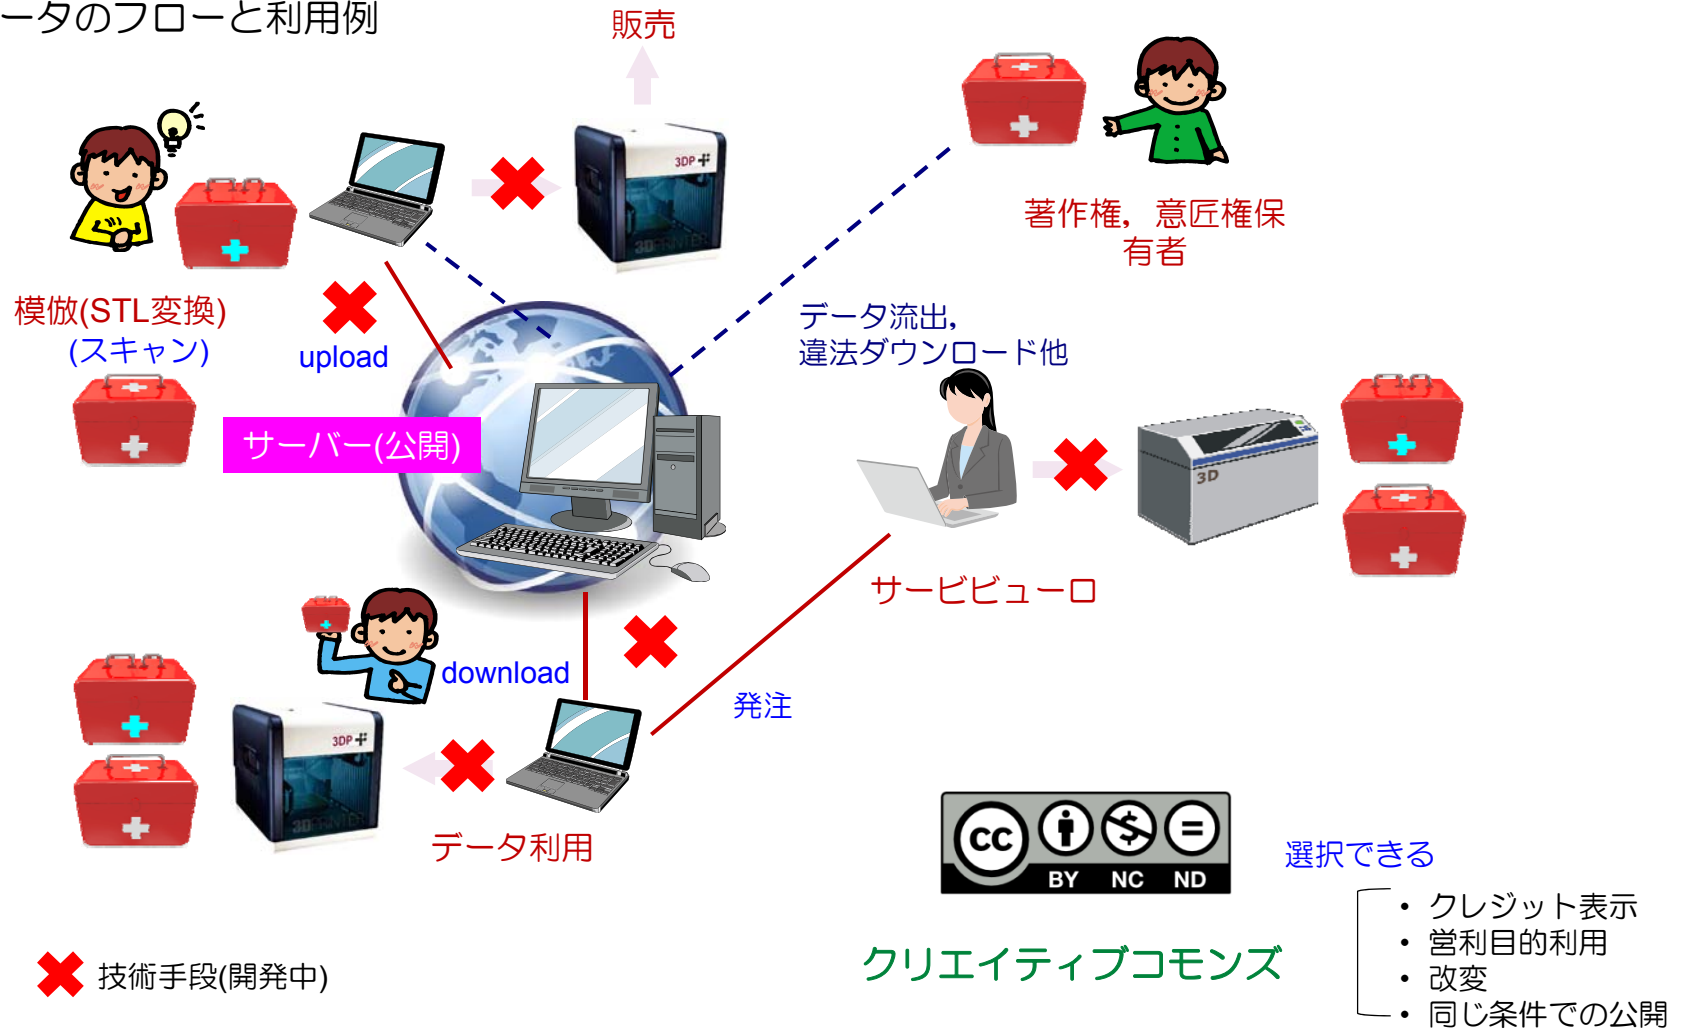 ータのフローと利用例
販売
3DP
3DPRINTER
著作権，意匠権保
有者
模倣(STL変換)
(スキャン)
upload
データ流出，
違法ダウンロード他
サーバー(公開)
3D
サービビューロ
download
発注
3DP
3DPRINTER
データ利用
cc
BY NC ND
選択できる
• クレジット表示
• 営利目的利用
• 改変
• 同じ条件での公開
クリエイティブコモンズ
技術手段(開発中)